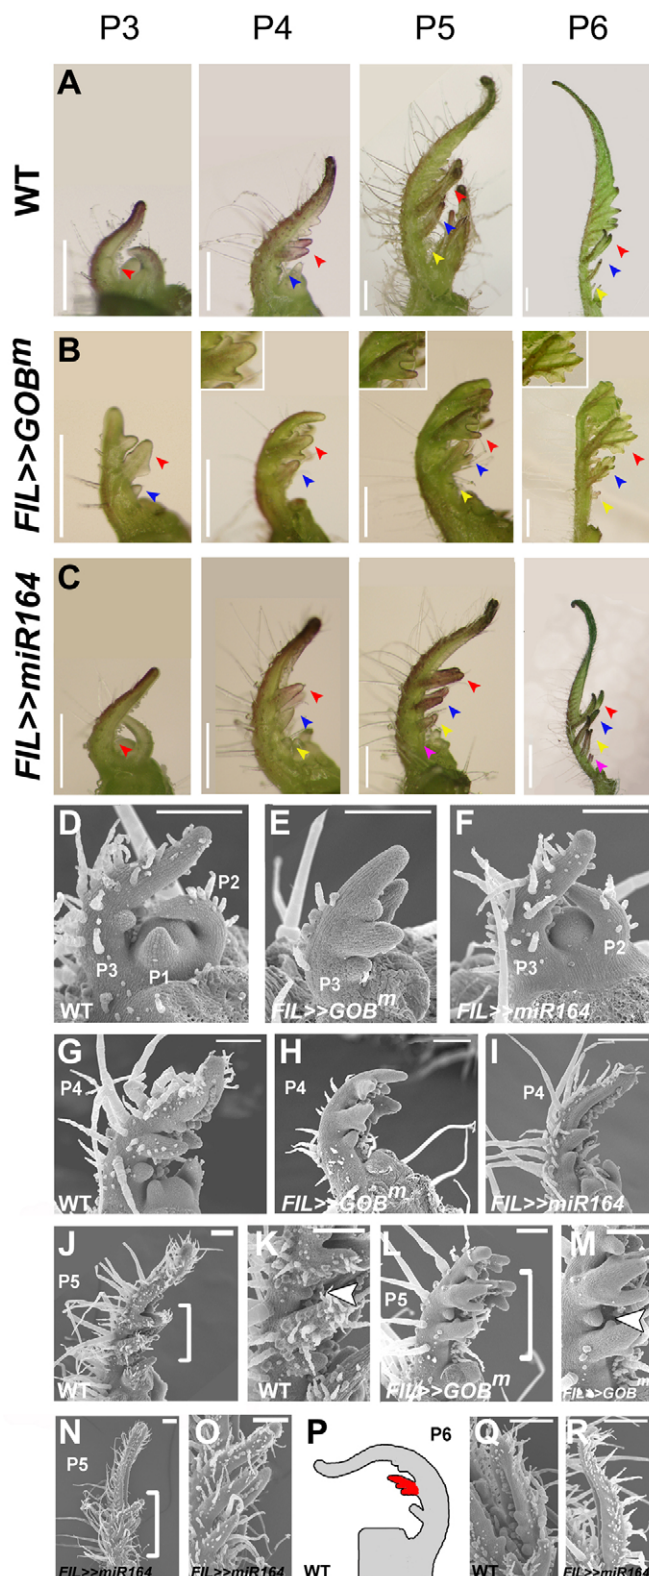 P3 P4 P5 P6
WT
A
FIL>>GOBm
B
FIL>>miR164
C
D P2 P3 P1 WT
E P3 FIL>>GOBm
F P3 P2 FIL>>miR164
G P4 WT
H FIL>>GOBm
I P4 FIL>>miR164
J P5 WT
K WT
L P5 FIL>>GOBm
M FIL>>GOBm
N P5 FIL>>miR164
O FIL>>miR164
P P6 WT
Q WT
R FIL>>miR164